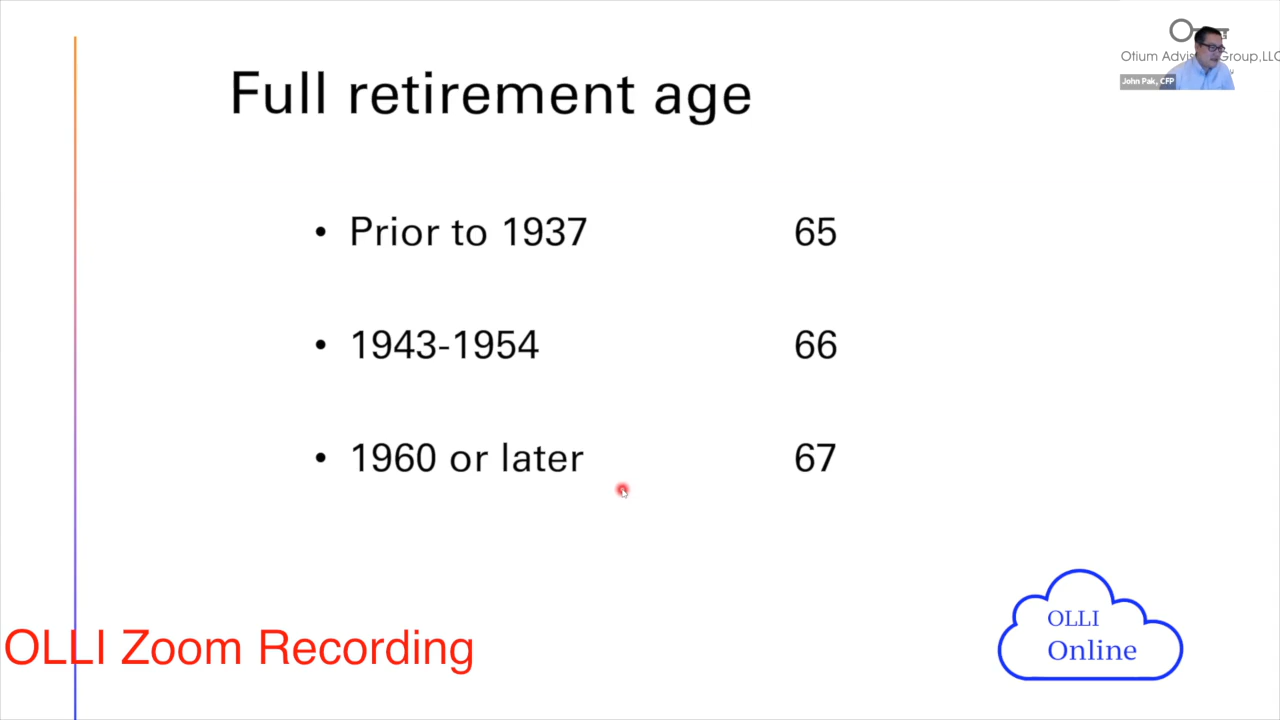 Otium Advis Group,LLC
John Pak, CFP
Full retirement age
• Prior to 1937 65
• 1943-1954 66
• 1960 or later 67
OLLI
Online
OLLI Zoom Recording